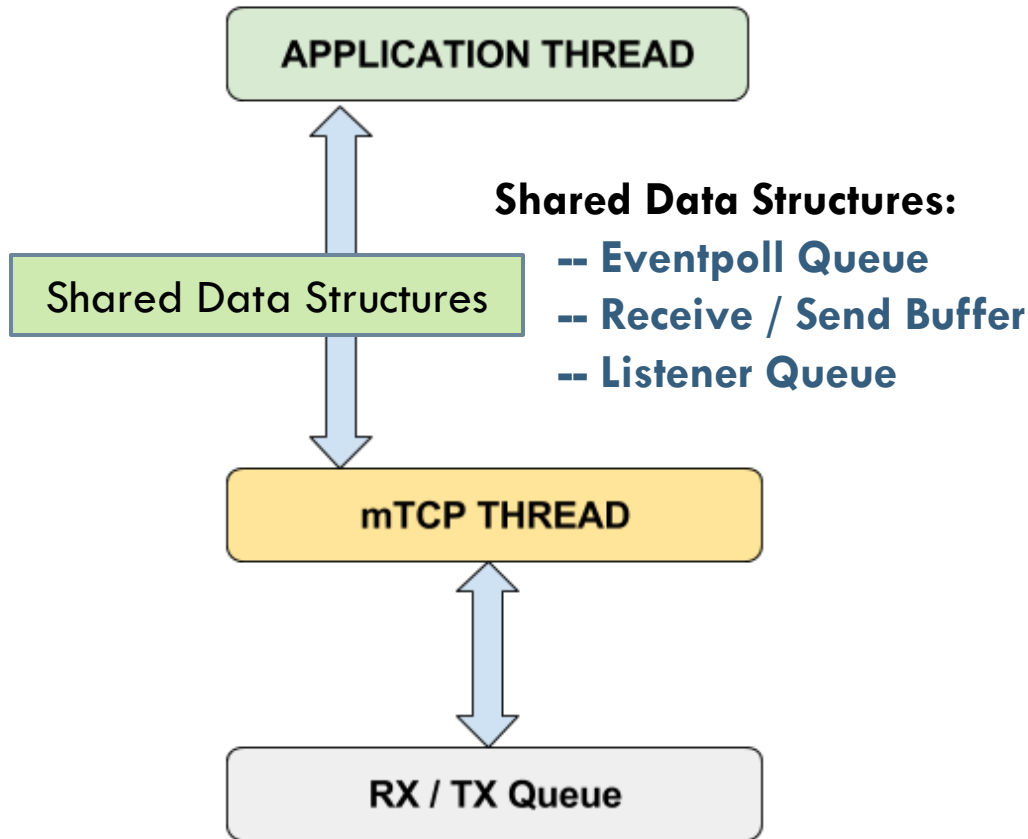 APPLICATION THREAD
Shared Data Structures:
-- Eventpoll Queue
-- Receive / Send Buffer
-- Listener Queue
Shared Data Structures
mTCP THREAD
RX / TX Queue